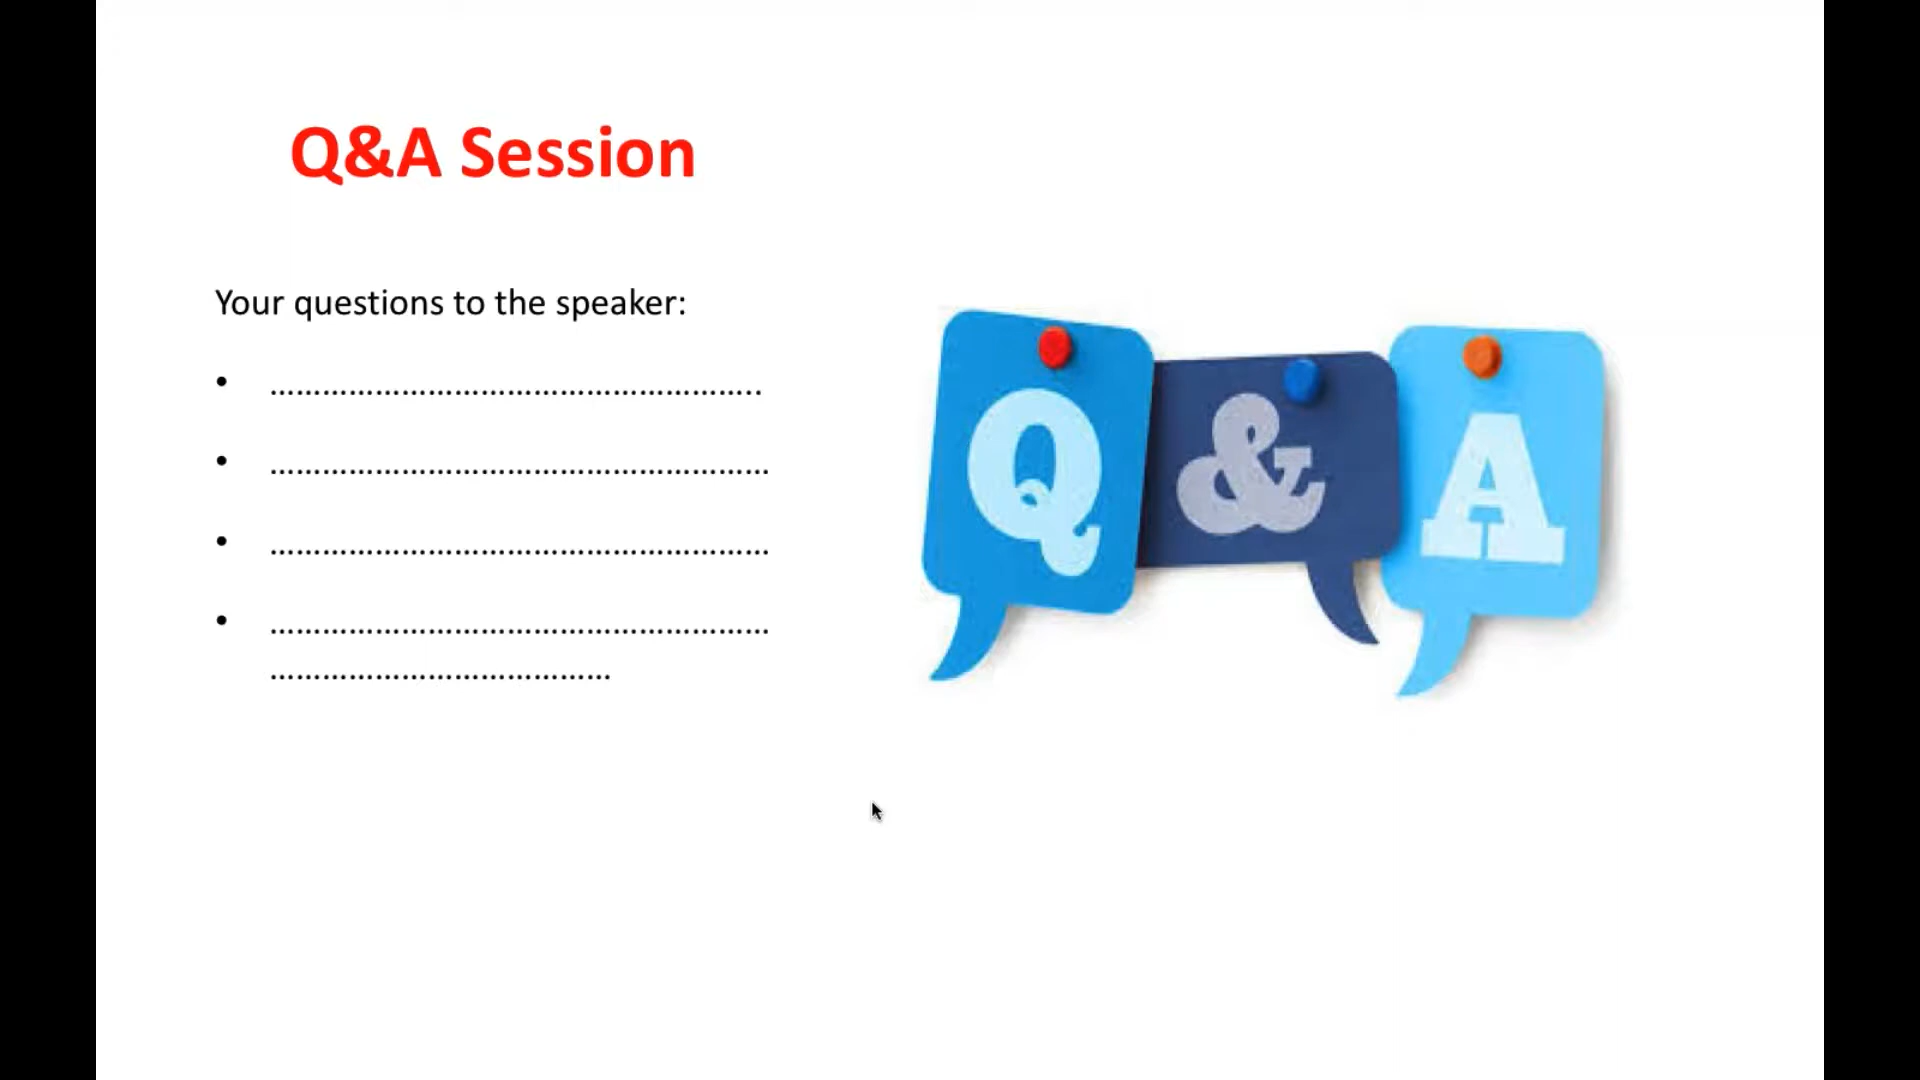 Q&A Session
Your questions to the speaker:
• ………………………………………………..
• …………………………………………………
• …………………………………………………
• …………………………………………………
…………………………………
Q & A